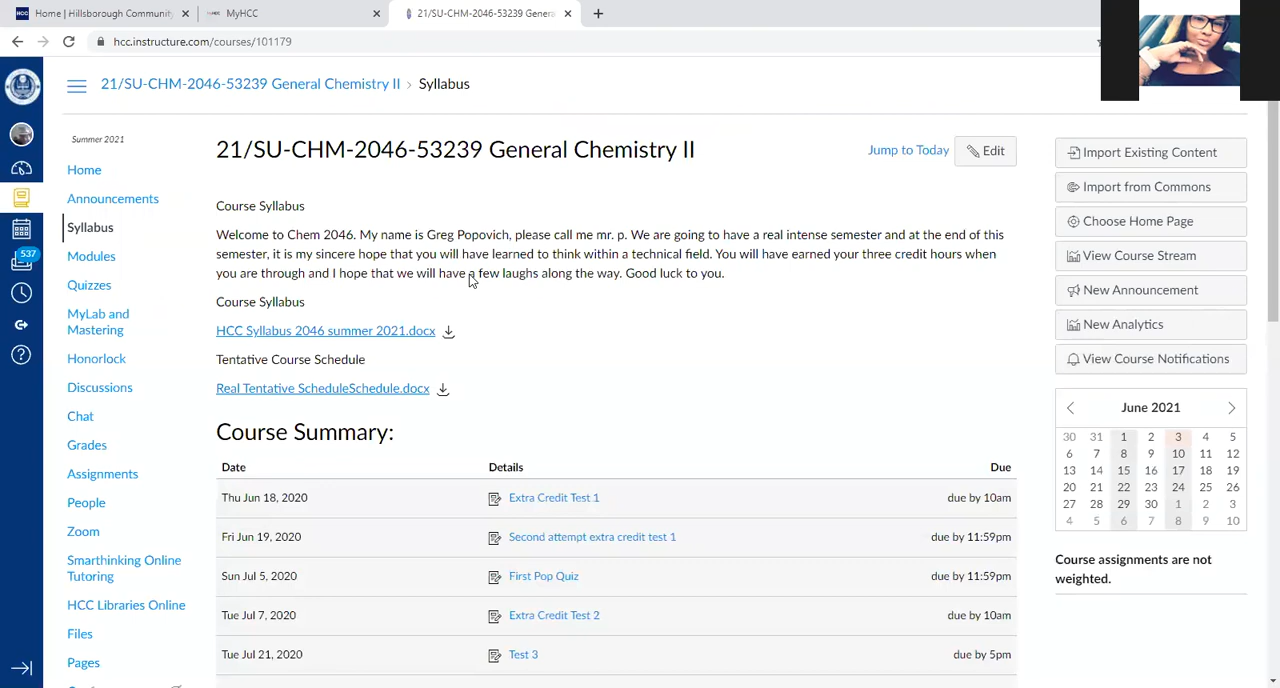 Home | Hillsborough Community
MyHCC
21/SU-CHM-2046-53239 Genera
hcc.instructure.com/courses/101179
21/SU-CHM-2046-53239 General Chemistry II > Syllabus
Summer 2021
Home
Announcements
Syllabus
Modules
Quizzes
MyLab and
Mastering
Honorlock
Discussions
Chat
Grades
Assignments
People
Zoom
Smarthinking Online
Tutoring
HCC Libraries Online
Files
Pages
537
21/SU-CHM-2046-53239 General Chemistry II
Jump to Today
Edit
Course Syllabus
Welcome to Chem 2046. My name is Greg Popovich, please call me mr. p. We are going to have a real intense semester and at the end of this
semester, it is my sincere hope that you will have learned to think within a technical field. You will have earned your three credit hours when
you are through and I hope that we will have a few laughs along the way. Good luck to you.
Course Syllabus
HCC Syllabus 2046 summer 2021.docx
Tentative Course Schedule
Real Tentative ScheduleSchedule.docx
Course Summary:
Date Details Due
Thu Jun 18, 2020 Extra Credit Test 1 due by 10am
Fri Jun 19, 2020 Second attempt extra credit test 1 due by 11:59pm
Sun Jul 5, 2020 First Pop Quiz due by 11:59pm
Tue Jul 7, 2020 Extra Credit Test 2 due by 10am
Tue Jul 21, 2020 Test 3 due by 5pm
Import Existing Content
Import from Commons
Choose Home Page
View Course Stream
New Announcement
New Analytics
View Course Notifications
June 2021
30 31 1 2 3 4 5
6 7 8 9 10 11 12
13 14 15 16 17 18 19
20 21 22 23 24 25 26
27 28 29 30 1 2 3
4 5 6 7 8 9 10
Course assignments are not
weighted.